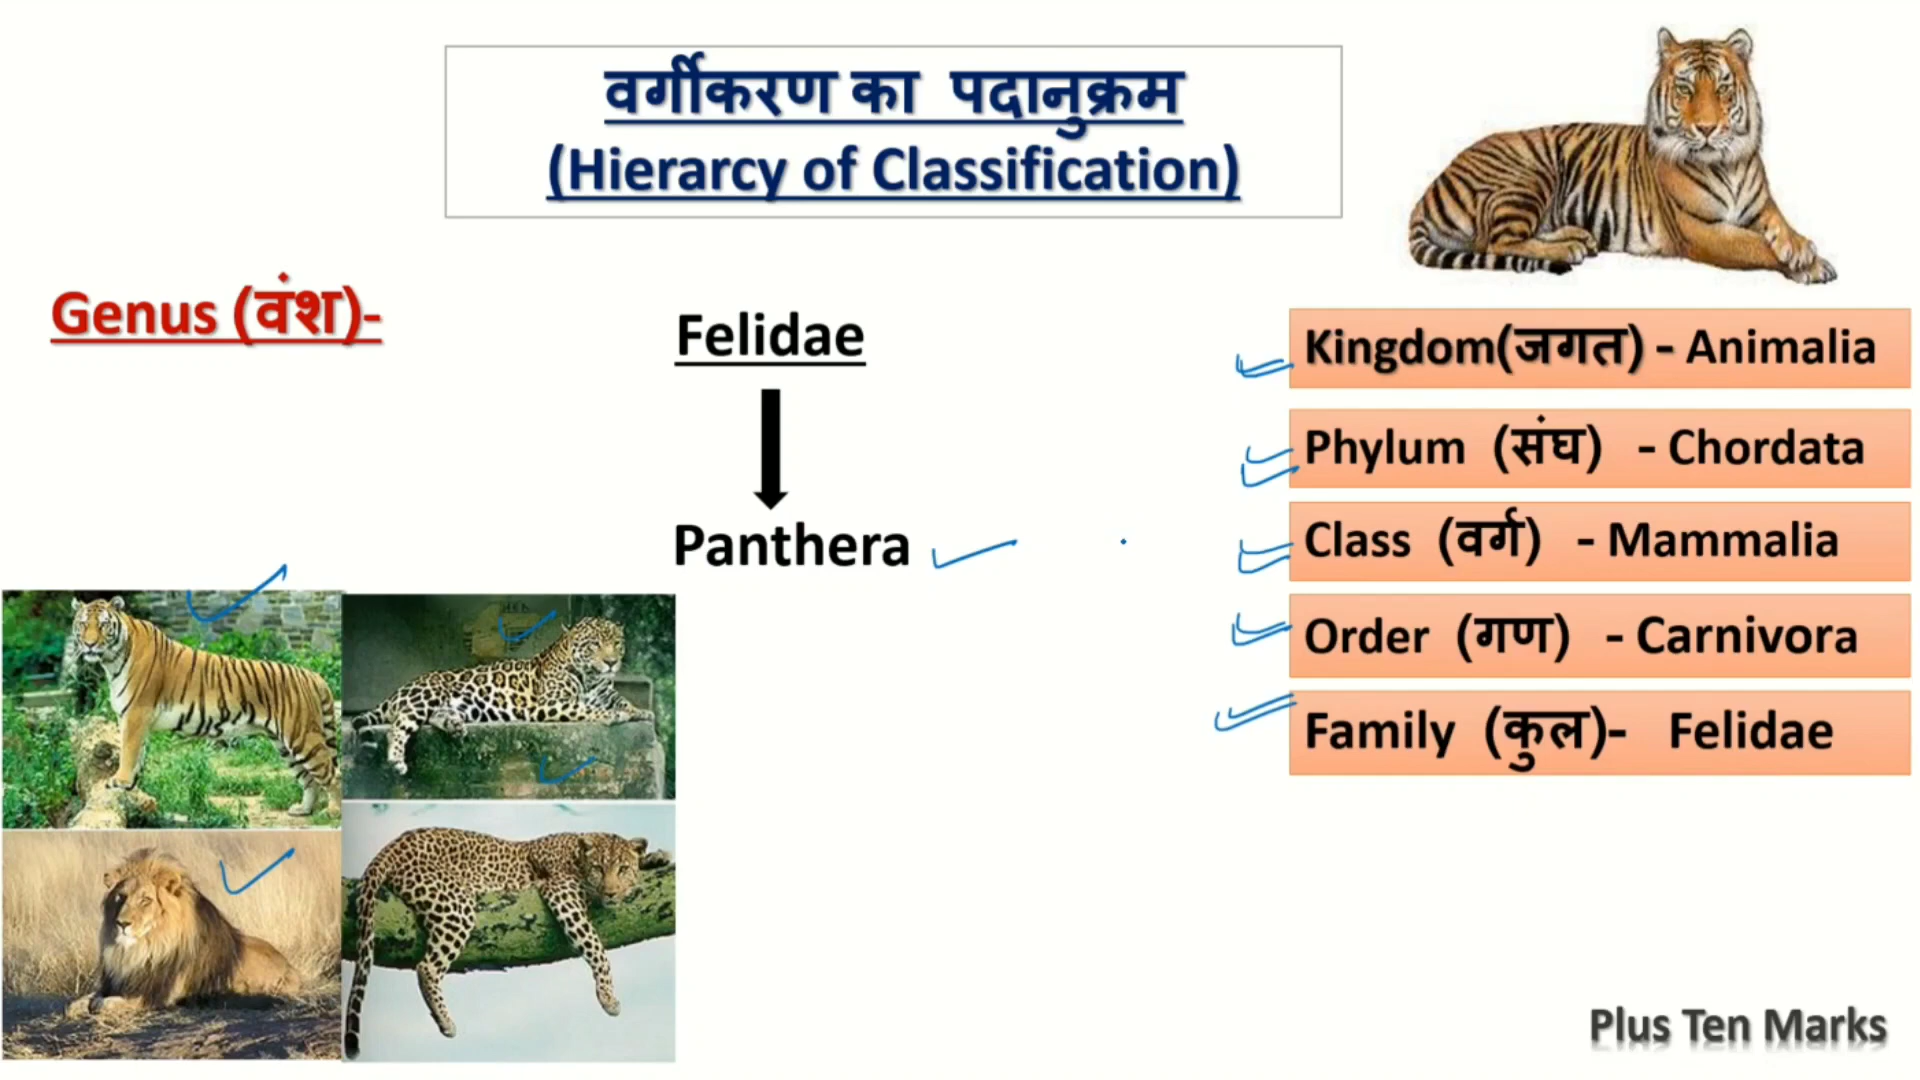 वर्गीकरण का पदानुक्रम
(Hierarcy of Classification)
Genus (वंश)-
Felidae
Panthera
Kingdom(जगत) - Animalia
Phylum (संघ) - Chordata
Class (वर्ग) - Mammalia
Order (गण) - Carnivora
Family (कुल)- Felidae
Plus Ten Marks